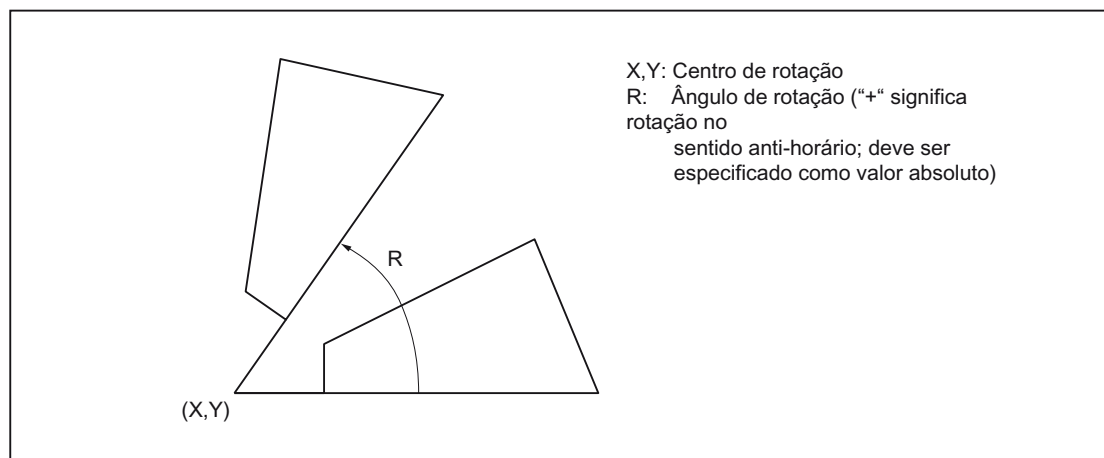 X,Y: Centro de rotação
R: Ângulo de rotação (“+“ significa
rotação no
sentido anti-horário; deve ser
especificado como valor absoluto)
R
(X,Y)